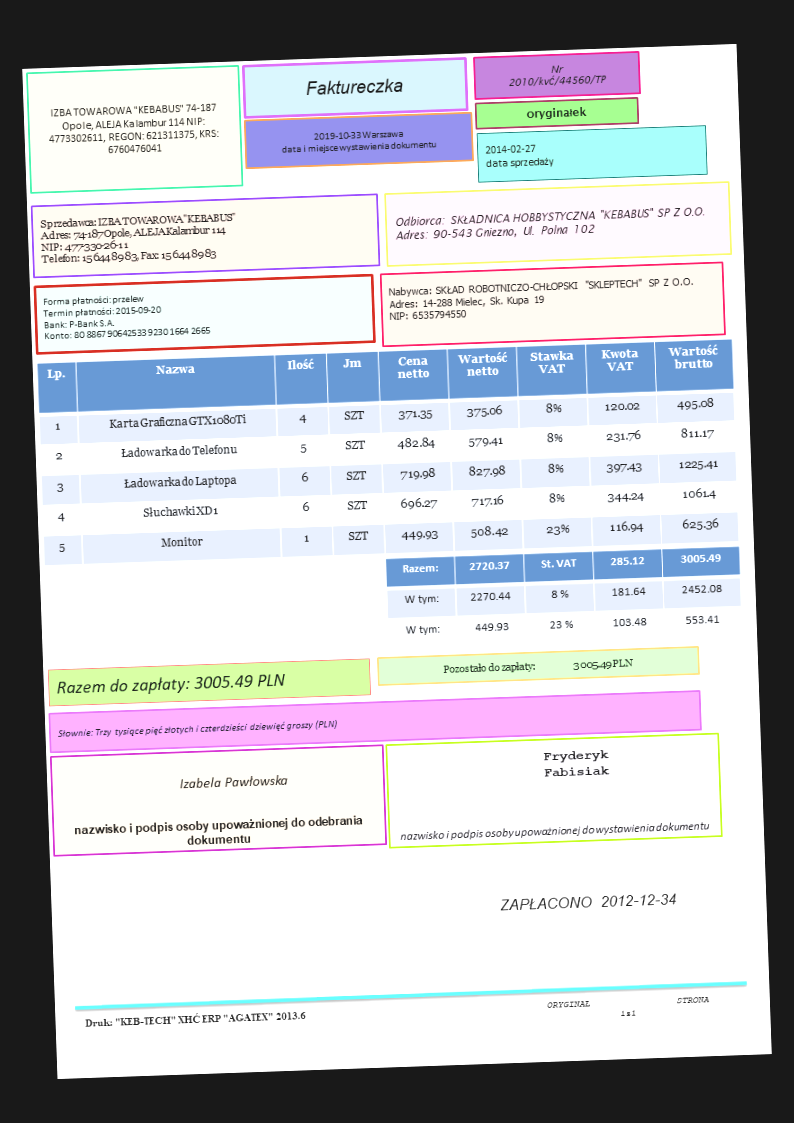 IZBA TOWAROWA "KEBABUS" 74-187
Opole, ALEJA Kalambur 114 NIP:
4773302611, REGON: 621311375, KRS:
6760476041
Faktureczka
2019-10-33 Warszawa
data i miejsce wystawienia dokumentu
Nr
2010/kvć/44560/TP
oryginałek
2014-02-27
data sprzedaży
Sprzedawca: IZBA TOWAROWA "KEBABUS"
Adres: 74-187 Opole, ALEJA Kalambur 114
NIP: 477-330-26-11
Telefon: 156448983, Fax: 156448983
Odbiorca: SKŁADNICA HOBBYSTYCZNA "KEBABUS" SP Z O.O.
Adres: 90-543 Gniezno, Ul. Polna 102
Forma płatności: przelew
Termin płatności: 2015-09-20
Bank: P-Bank S.A.
Konto: 80 8867 9064 2533 9230 1664 2665
Nabywca: SKŁAD ROBOTNICZO-CHŁOPSKI "SKLEPTECH" SP Z O.O.
Adres: 14-288 Mielec, Sk. Kupa 19
NIP: 6535794550
Lp. Nazwa Ilość Jm Cena netto Wartość netto Stawka VAT Kwota VAT Wartość brutto
1 Karta Graficzna GTX1080Ti 4 SZT 371.35 375.06 8% 120.02 495.08
2 Ładowarka do Telefonu 5 SZT 482.84 579.41 8% 231.76 811.17
3 Ładowarka do Laptopa 6 SZT 719.98 827.98 8% 397.43 1225.41
4 Słuchawki XD1 6 SZT 696.27 717.16 8% 344.24 1061.4
5 Monitor 1 SZT 449.93 508.42 23% 116.94 625.36
Razem: 2720.37 St. VAT 285.12 3005.49
W tym: 2270.44 8 % 181.64 2452.08
W tym: 449.93 23 % 103.48 553.41
Razem do zapłaty: 3005.49 PLN
Pozostało do zapłaty: 3005.49 PLN
Słownie: Trzy tysiące pięć złotych i czterdzieści dziewięć groszy (PLN)
Izabela Pawłowska
nazwisko i podpis osoby upoważnionej do odebrania
dokumentu
Fryderyk
Fabisiak
nazwisko i podpis osoby upoważnionej do wystawienia dokumentu
ZAPŁACONO 2012-12-34
Druk: "KEB-TECH" XHĆ ERP "AGATEX" 2013.6
ORYGINAŁ STRONA
1 z 1